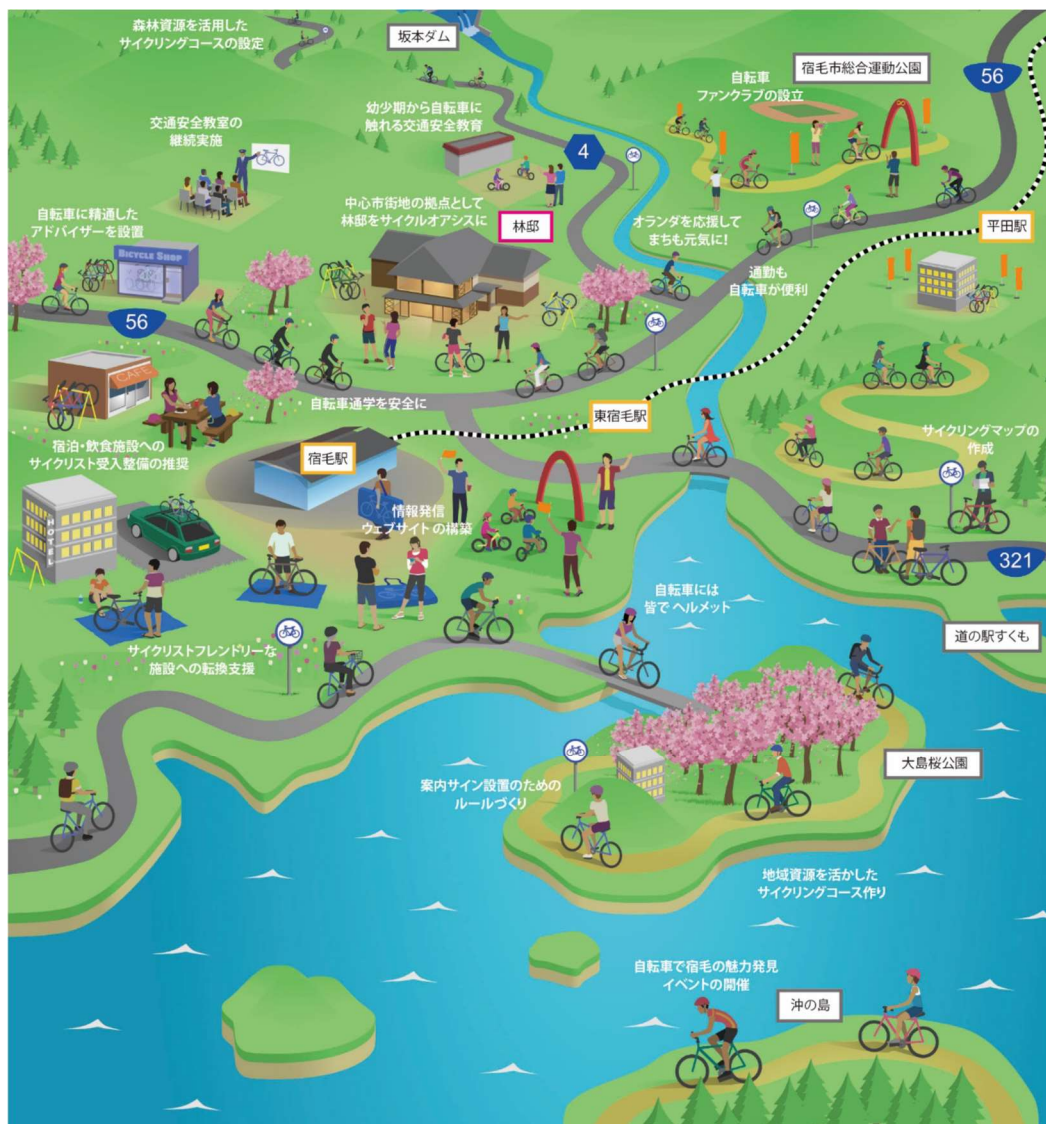 森林資源を活用した
サイクリングコースの設定
坂本ダム
宿毛市総合運動公園
56
自転車
ファンクラブの設立
幼少期から自転車に
触れる交通安全教育
交通安全教室の
継続実施
4
中心市街地の拠点として
林邸をサイクルオアシスに
林邸
自転車に精通した
アドバイザーを設置
オランダを応援して
まちも元気に!
平田駅
BICYCLE SHOP
通勤も
自転車が便利
56
CAFE
自転車通学を安全に
東宿毛駅
宿泊・飲食施設への
サイクリスト受入整備の推奨
宿毛駅
サイクリングマップの
作成
HOTEL
情報発信
ウェブサイトの構築
321
自転車には
皆でヘルメット
道の駅すくも
サイクリストフレンドリーな
施設への転換支援
大島桜公園
案内サイン設置のための
ルールづくり
地域資源を活かした
サイクリングコース作り
自転車で宿毛の魅力発見
イベントの開催
沖の島